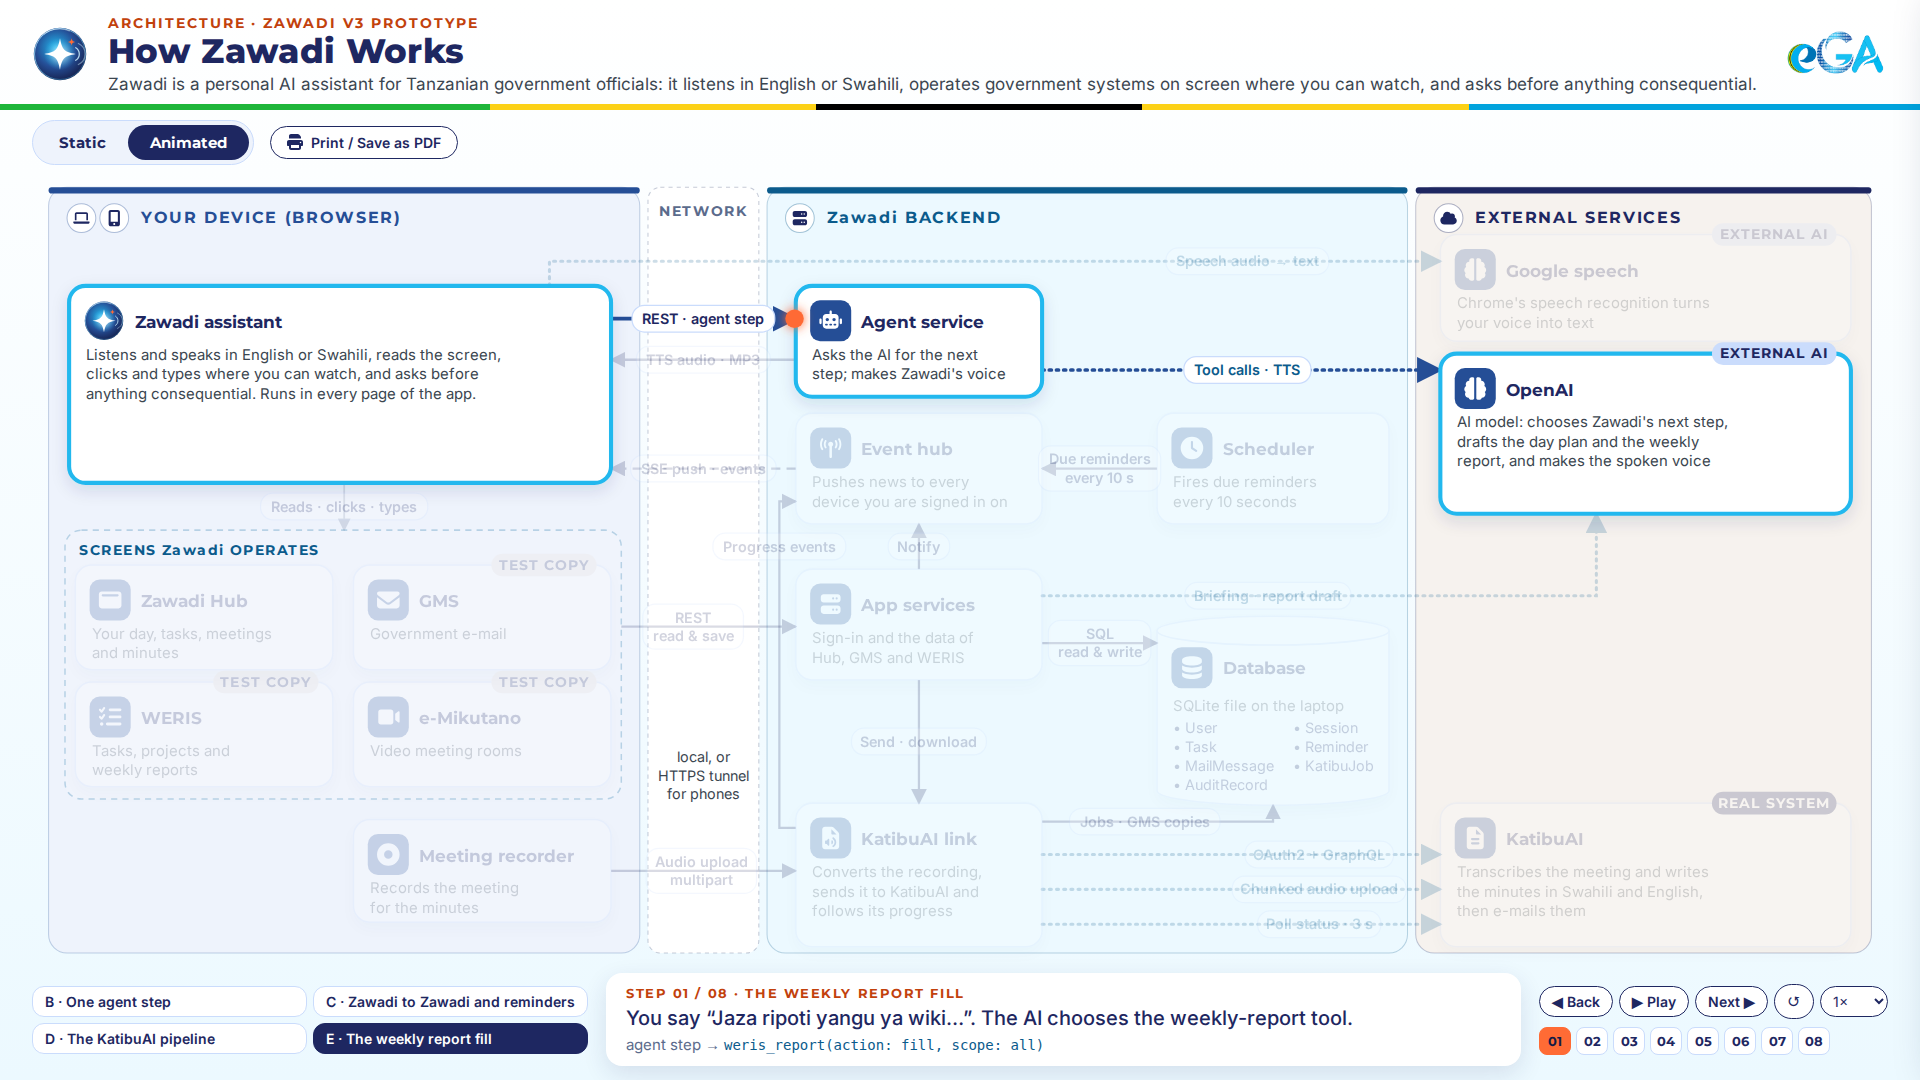 ARCHITECTURE · ZAWADI V3 PROTOTYPE
How Zawadi Works
Zawadi is a personal AI assistant for Tanzanian government officials: it listens in English or Swahili, operates government systems on screen where you can watch, and asks before anything consequential.
eGA
Static
Animated
Print / Save as PDF
YOUR DEVICE (BROWSER)
NETWORK
Zawadi BACKEND
EXTERNAL SERVICES
Speech audio → text
EXTERNAL AI
Google speech
Chrome's speech recognition turns
your voice into text
Zawadi assistant
Listens and speaks in English or Swahili, reads the screen,
clicks and types where you can watch, and asks before
anything consequential. Runs in every page of the app.
REST · agent step
TTS audio · MP3
Agent service
Asks the AI for the next
step; makes Zawadi's voice
Tool calls · TTS
EXTERNAL AI
OpenAI
AI model: chooses Zawadi's next step,
drafts the day plan and the weekly
report, and makes the spoken voice
SSE push · events
Event hub
Pushes news to every
device you are signed in on
Due reminders
every 10 s
Scheduler
Fires due reminders
every 10 seconds
Reads · clicks · types
Progress events
Notify
SCREENS Zawadi OPERATES
Zawadi Hub
Your day, tasks, meetings
and minutes
TEST COPY
GMS
Government e-mail
TEST COPY
WERIS
Tasks, projects and
weekly reports
TEST COPY
e-Mikutano
Video meeting rooms
REST
read & save
App services
Sign-in and the data of
Hub, GMS and WERIS
Briefing · report draft
SQL
read & write
Database
SQLite file on the laptop
• User
• Session
• Task
• Reminder
• MailMessage
• KatibuJob
• AuditRecord
local, or
HTTPS tunnel
for phones
Send · download
Meeting recorder
Records the meeting
for the minutes
Audio upload
multipart
KatibuAI link
Converts the recording,
sends it to KatibuAI and
follows its progress
Jobs · GMS copies
OAuth2 + GraphQL
Chunked audio upload
Poll status · 3 s
REAL SYSTEM
KatibuAI
Transcribes the meeting and writes
the minutes in Swahili and English,
then e-mails them
B · One agent step
C · Zawadi to Zawadi and reminders
D · The KatibuAI pipeline
E · The weekly report fill
STEP 01 / 08 · THE WEEKLY REPORT FILL
You say “Jaza ripoti yangu ya wiki…”. The AI chooses the weekly-report tool.
agent step → weris_report(action: fill, scope: all)
◀ Back
▶ Play
Next ▶
↺
1×
01
02
03
04
05
06
07
08